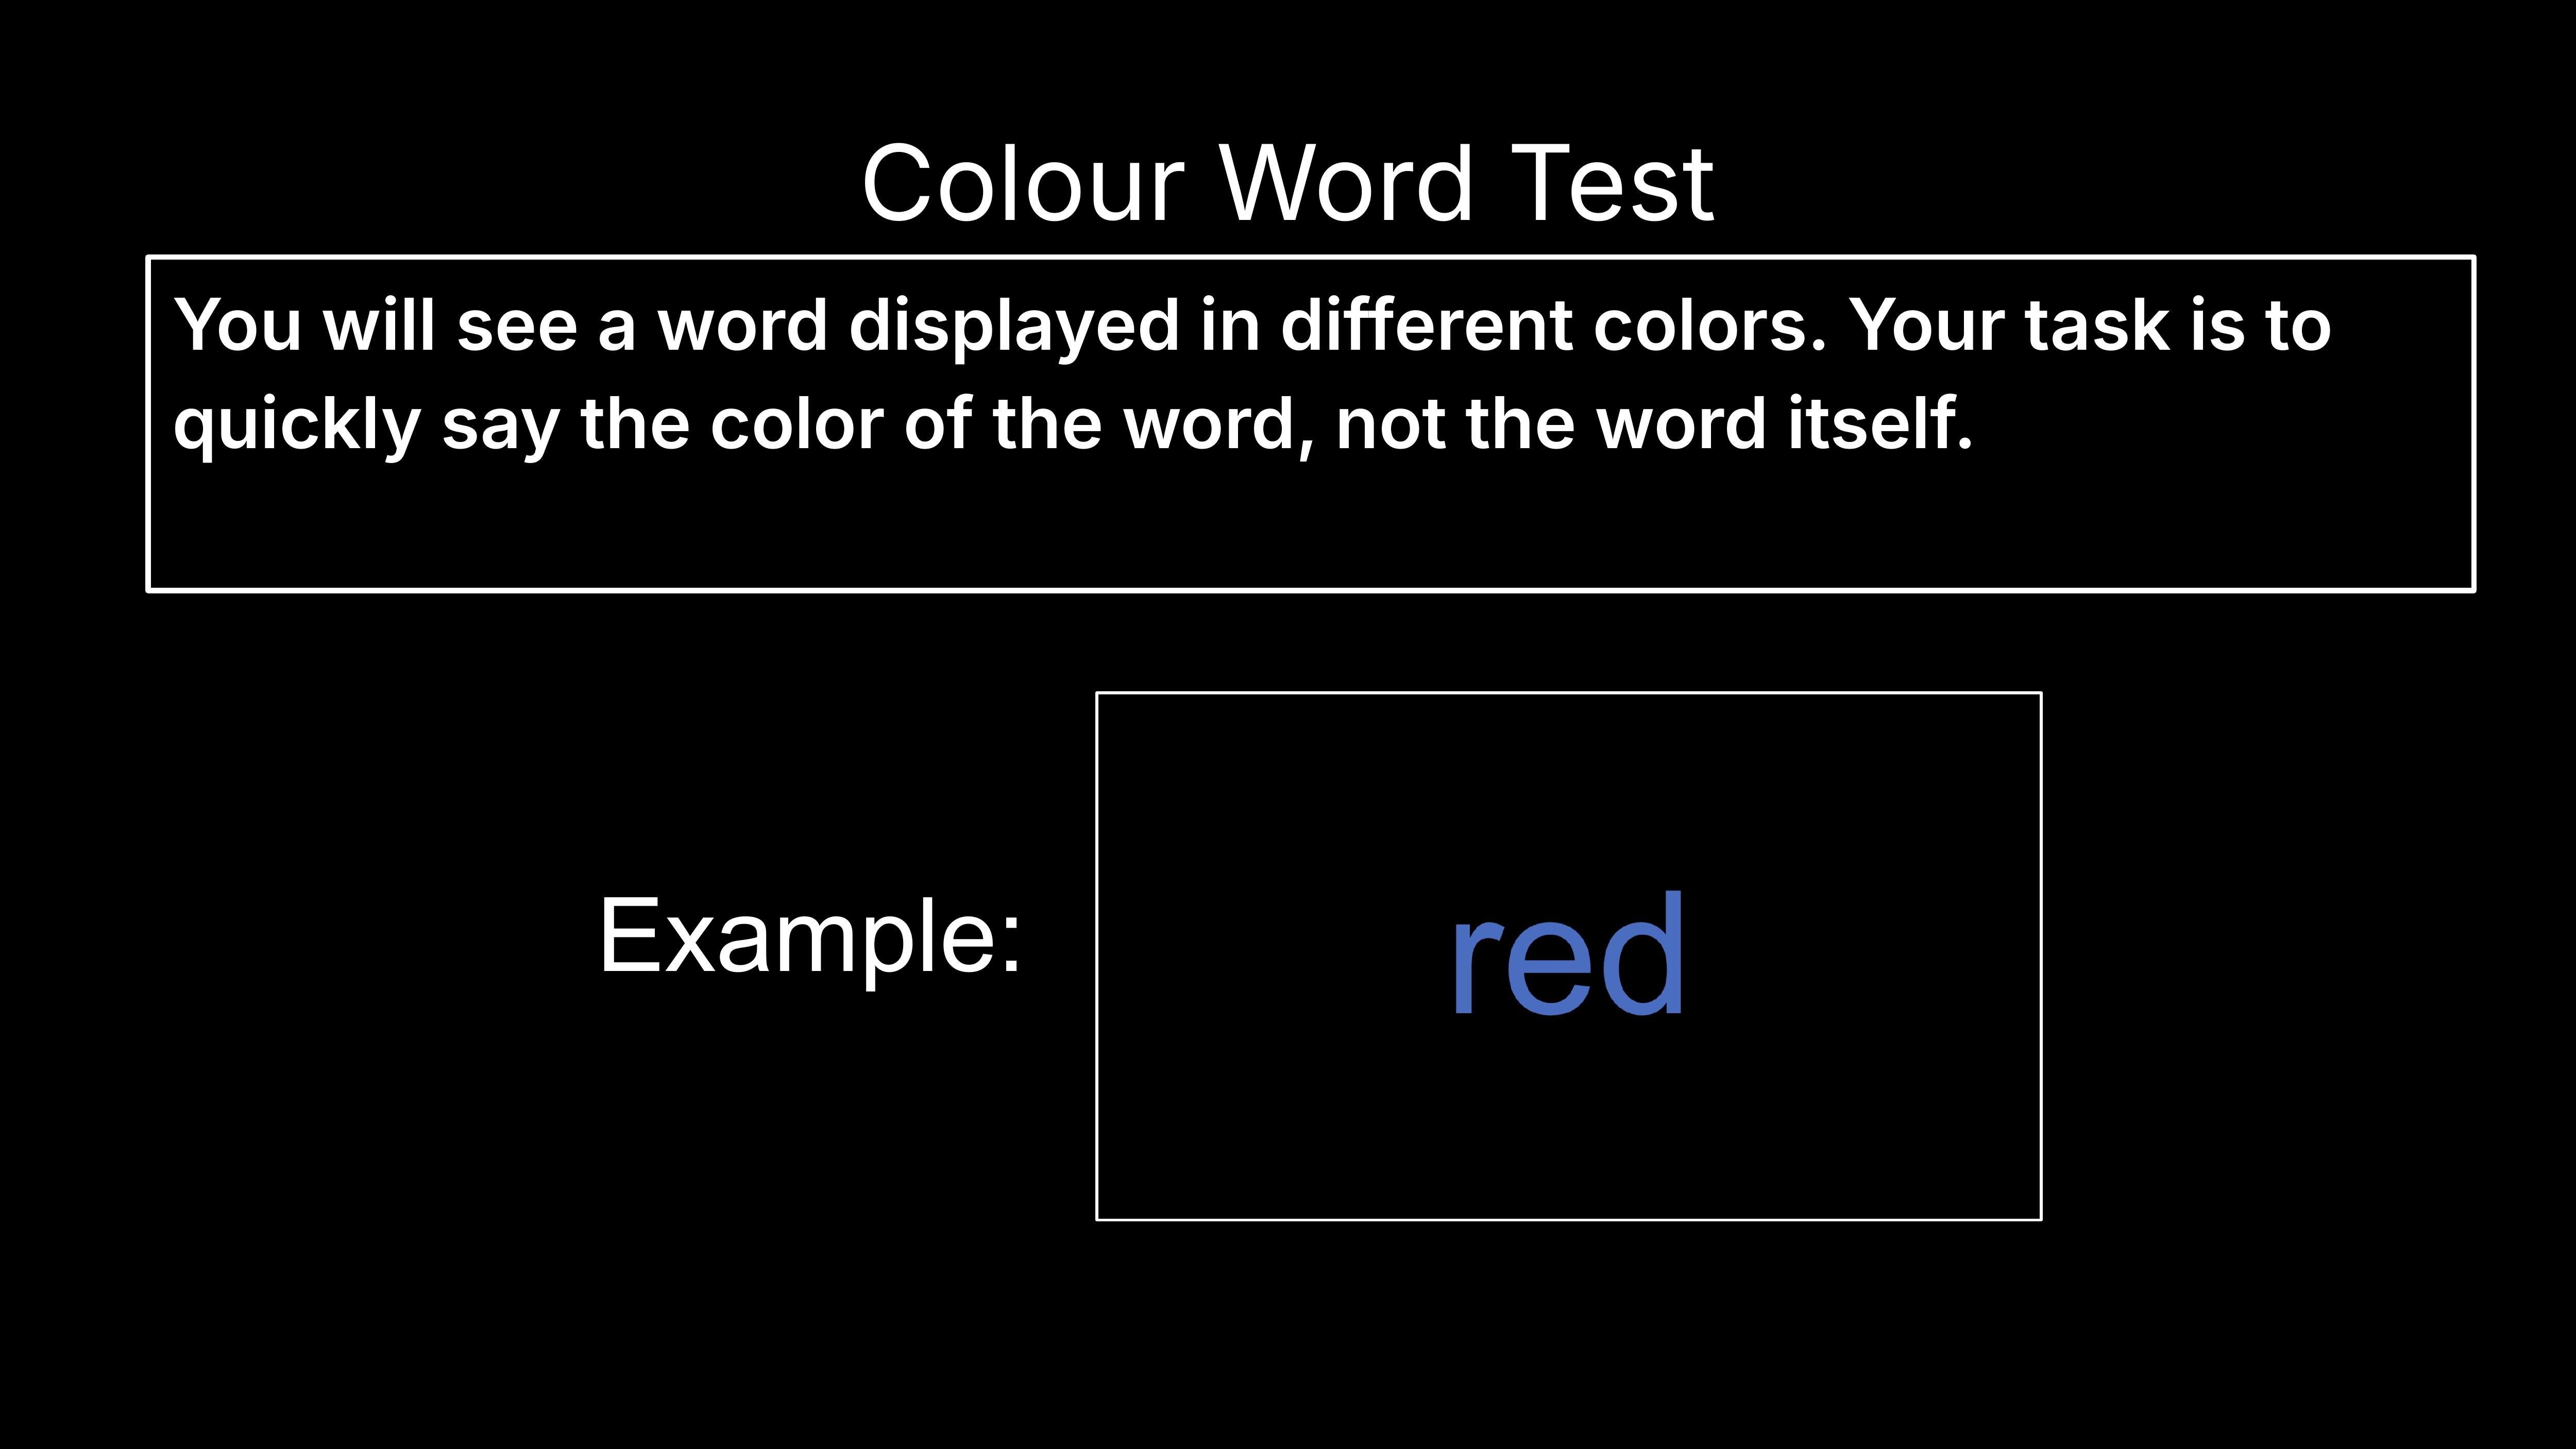 Colour Word Test
You will see a word displayed in different colors. Your task is to
quickly say the color of the word, not the word itself.
Example:
red